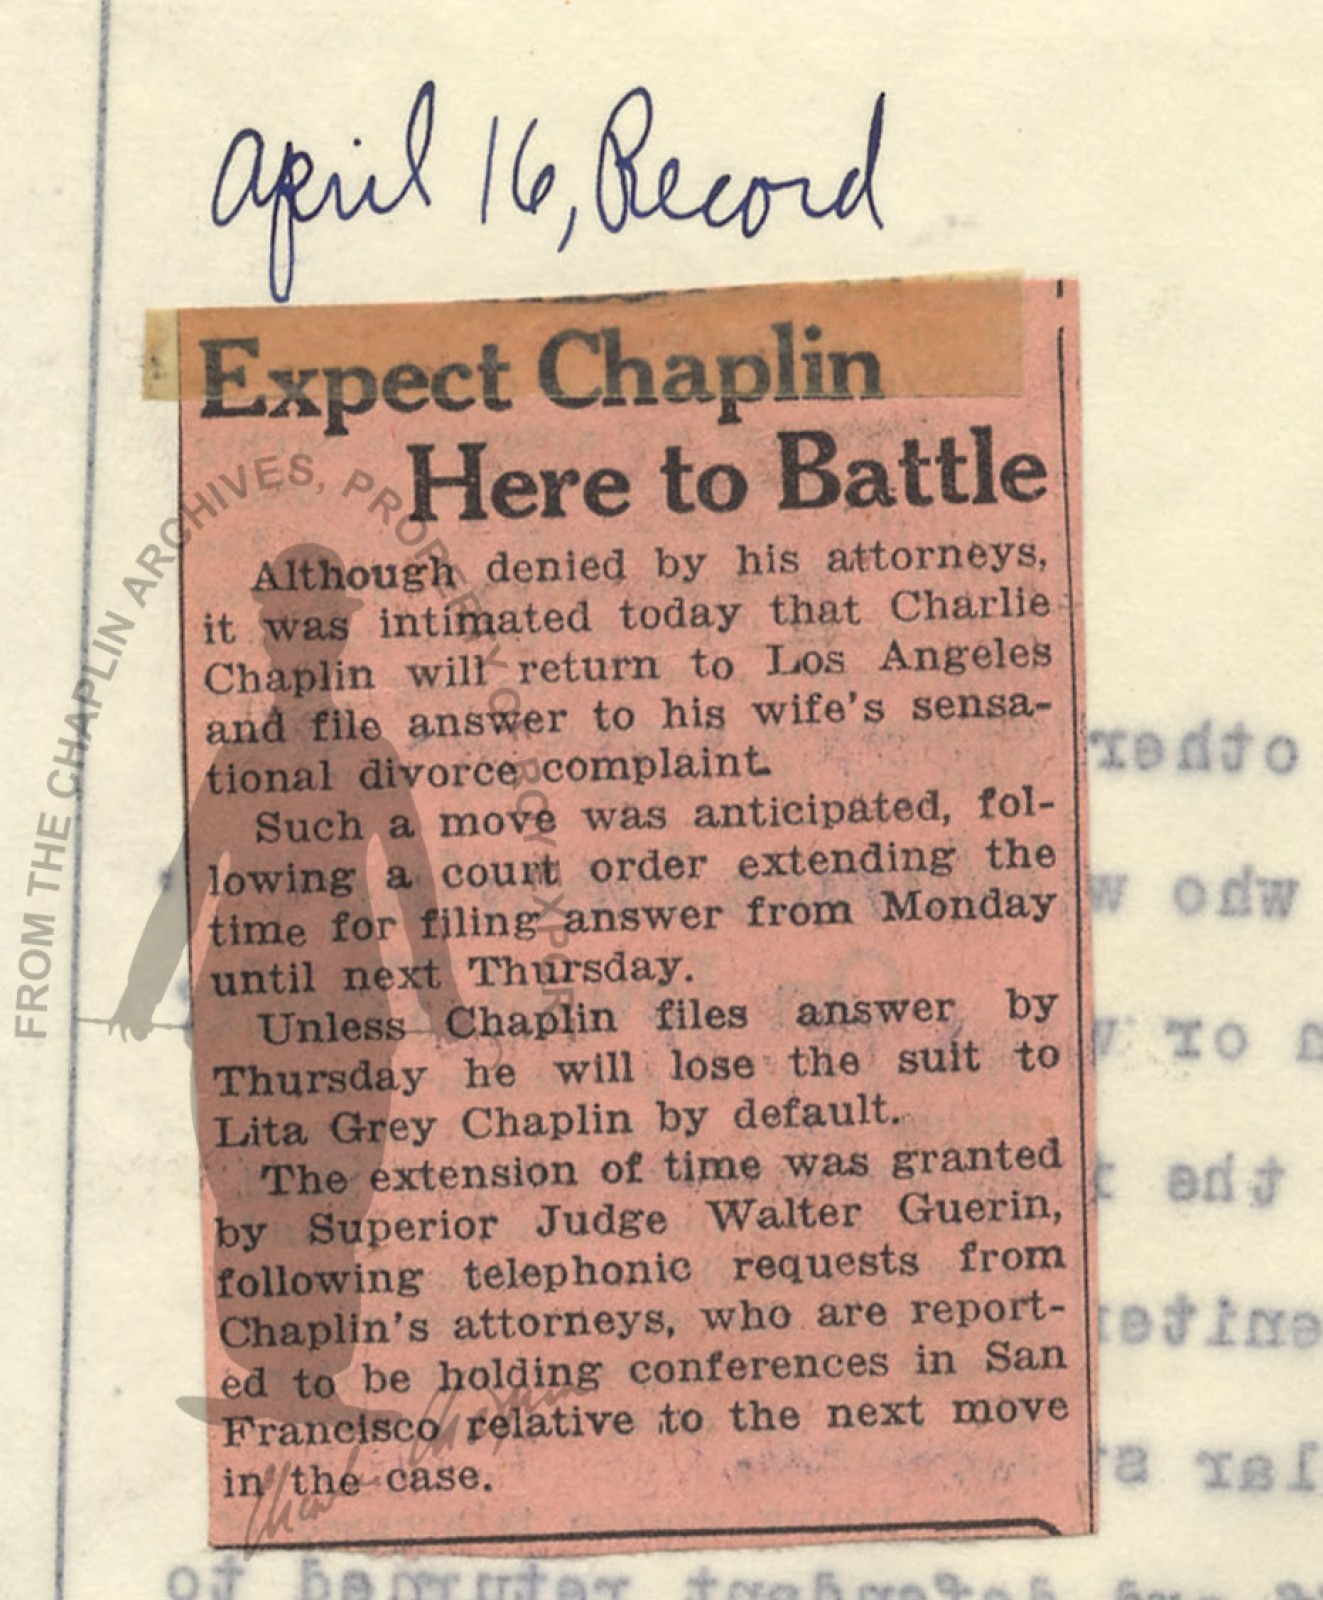 April 16, Record
Expect Chaplin
Here to Battle
Although denied by his attorneys,
it was intimated today that Charlie
Chaplin will return to Los Angeles
and file answer to his wife's sensa-
tional divorce complaint.
Such a move was anticipated, fol-
lowing a court order extending the
time for filing answer from Monday
until next Thursday.
Unless Chaplin files answer by
Thursday he will lose the suit to
Lita Grey Chaplin by default.
The extension of time was granted
by Superior Judge Walter Guerin,
following telephonic requests from
Chaplin's attorneys, who are report-
ed to be holding conferences in San
Francisco relative to the next move
in the case.
FROM THE CHAPLIN ARCHIVES, PROPERTY OF ROY EXPORT
Charlie Chaplin
other
who w
or w
the
lar
and defendant returned to